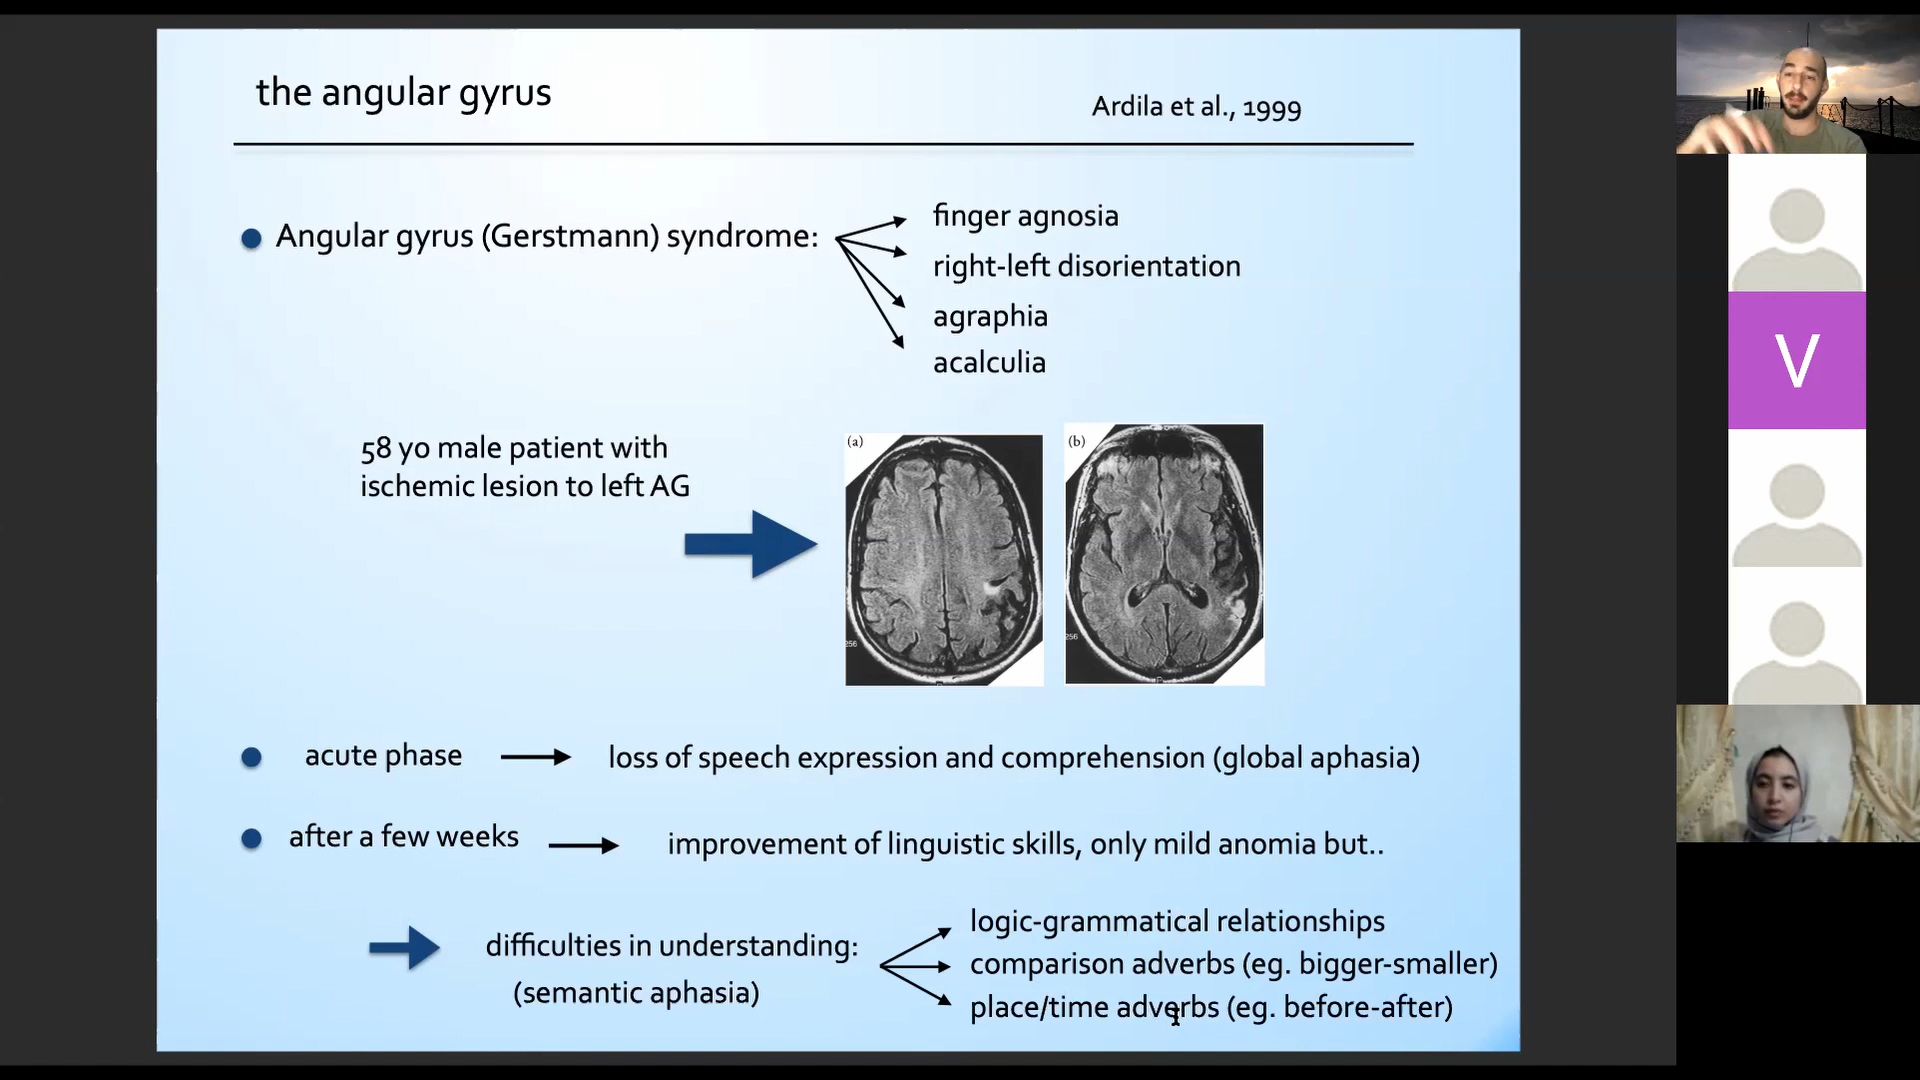 the angular gyrus
Ardila et al., 1999
Angular gyrus (Gerstmann) syndrome:
finger agnosia
right-left disorientation
agraphia
acalculia
58 yo male patient with
ischemic lesion to left AG
(a)
(b)
256
256
acute phase
loss of speech expression and comprehension (global aphasia)
after a few weeks
improvement of linguistic skills, only mild anomia but..
difficulties in understanding:
(semantic aphasia)
logic-grammatical relationships
comparison adverbs (eg. bigger-smaller)
place/time adverbs (eg. before-after)
V